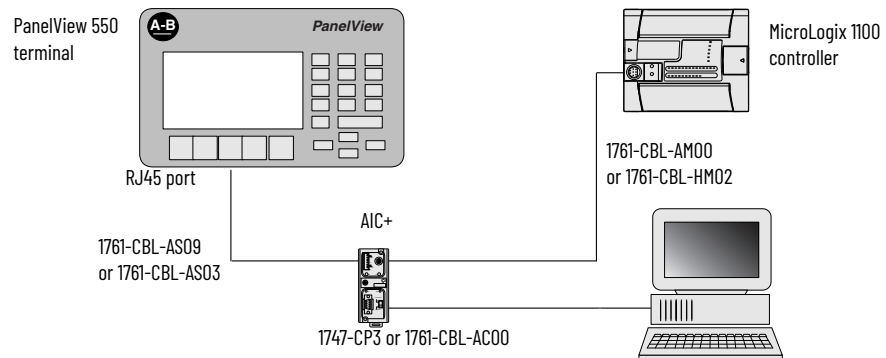 PanelView 550
terminal
A-B
PanelView
MicroLogix 1100
controller
RJ45 port
1761-CBL-AM00
or 1761-CBL-HM02
AIC+
1761-CBL-AS09
or 1761-CBL-AS03
1747-CP3 or 1761-CBL-AC00